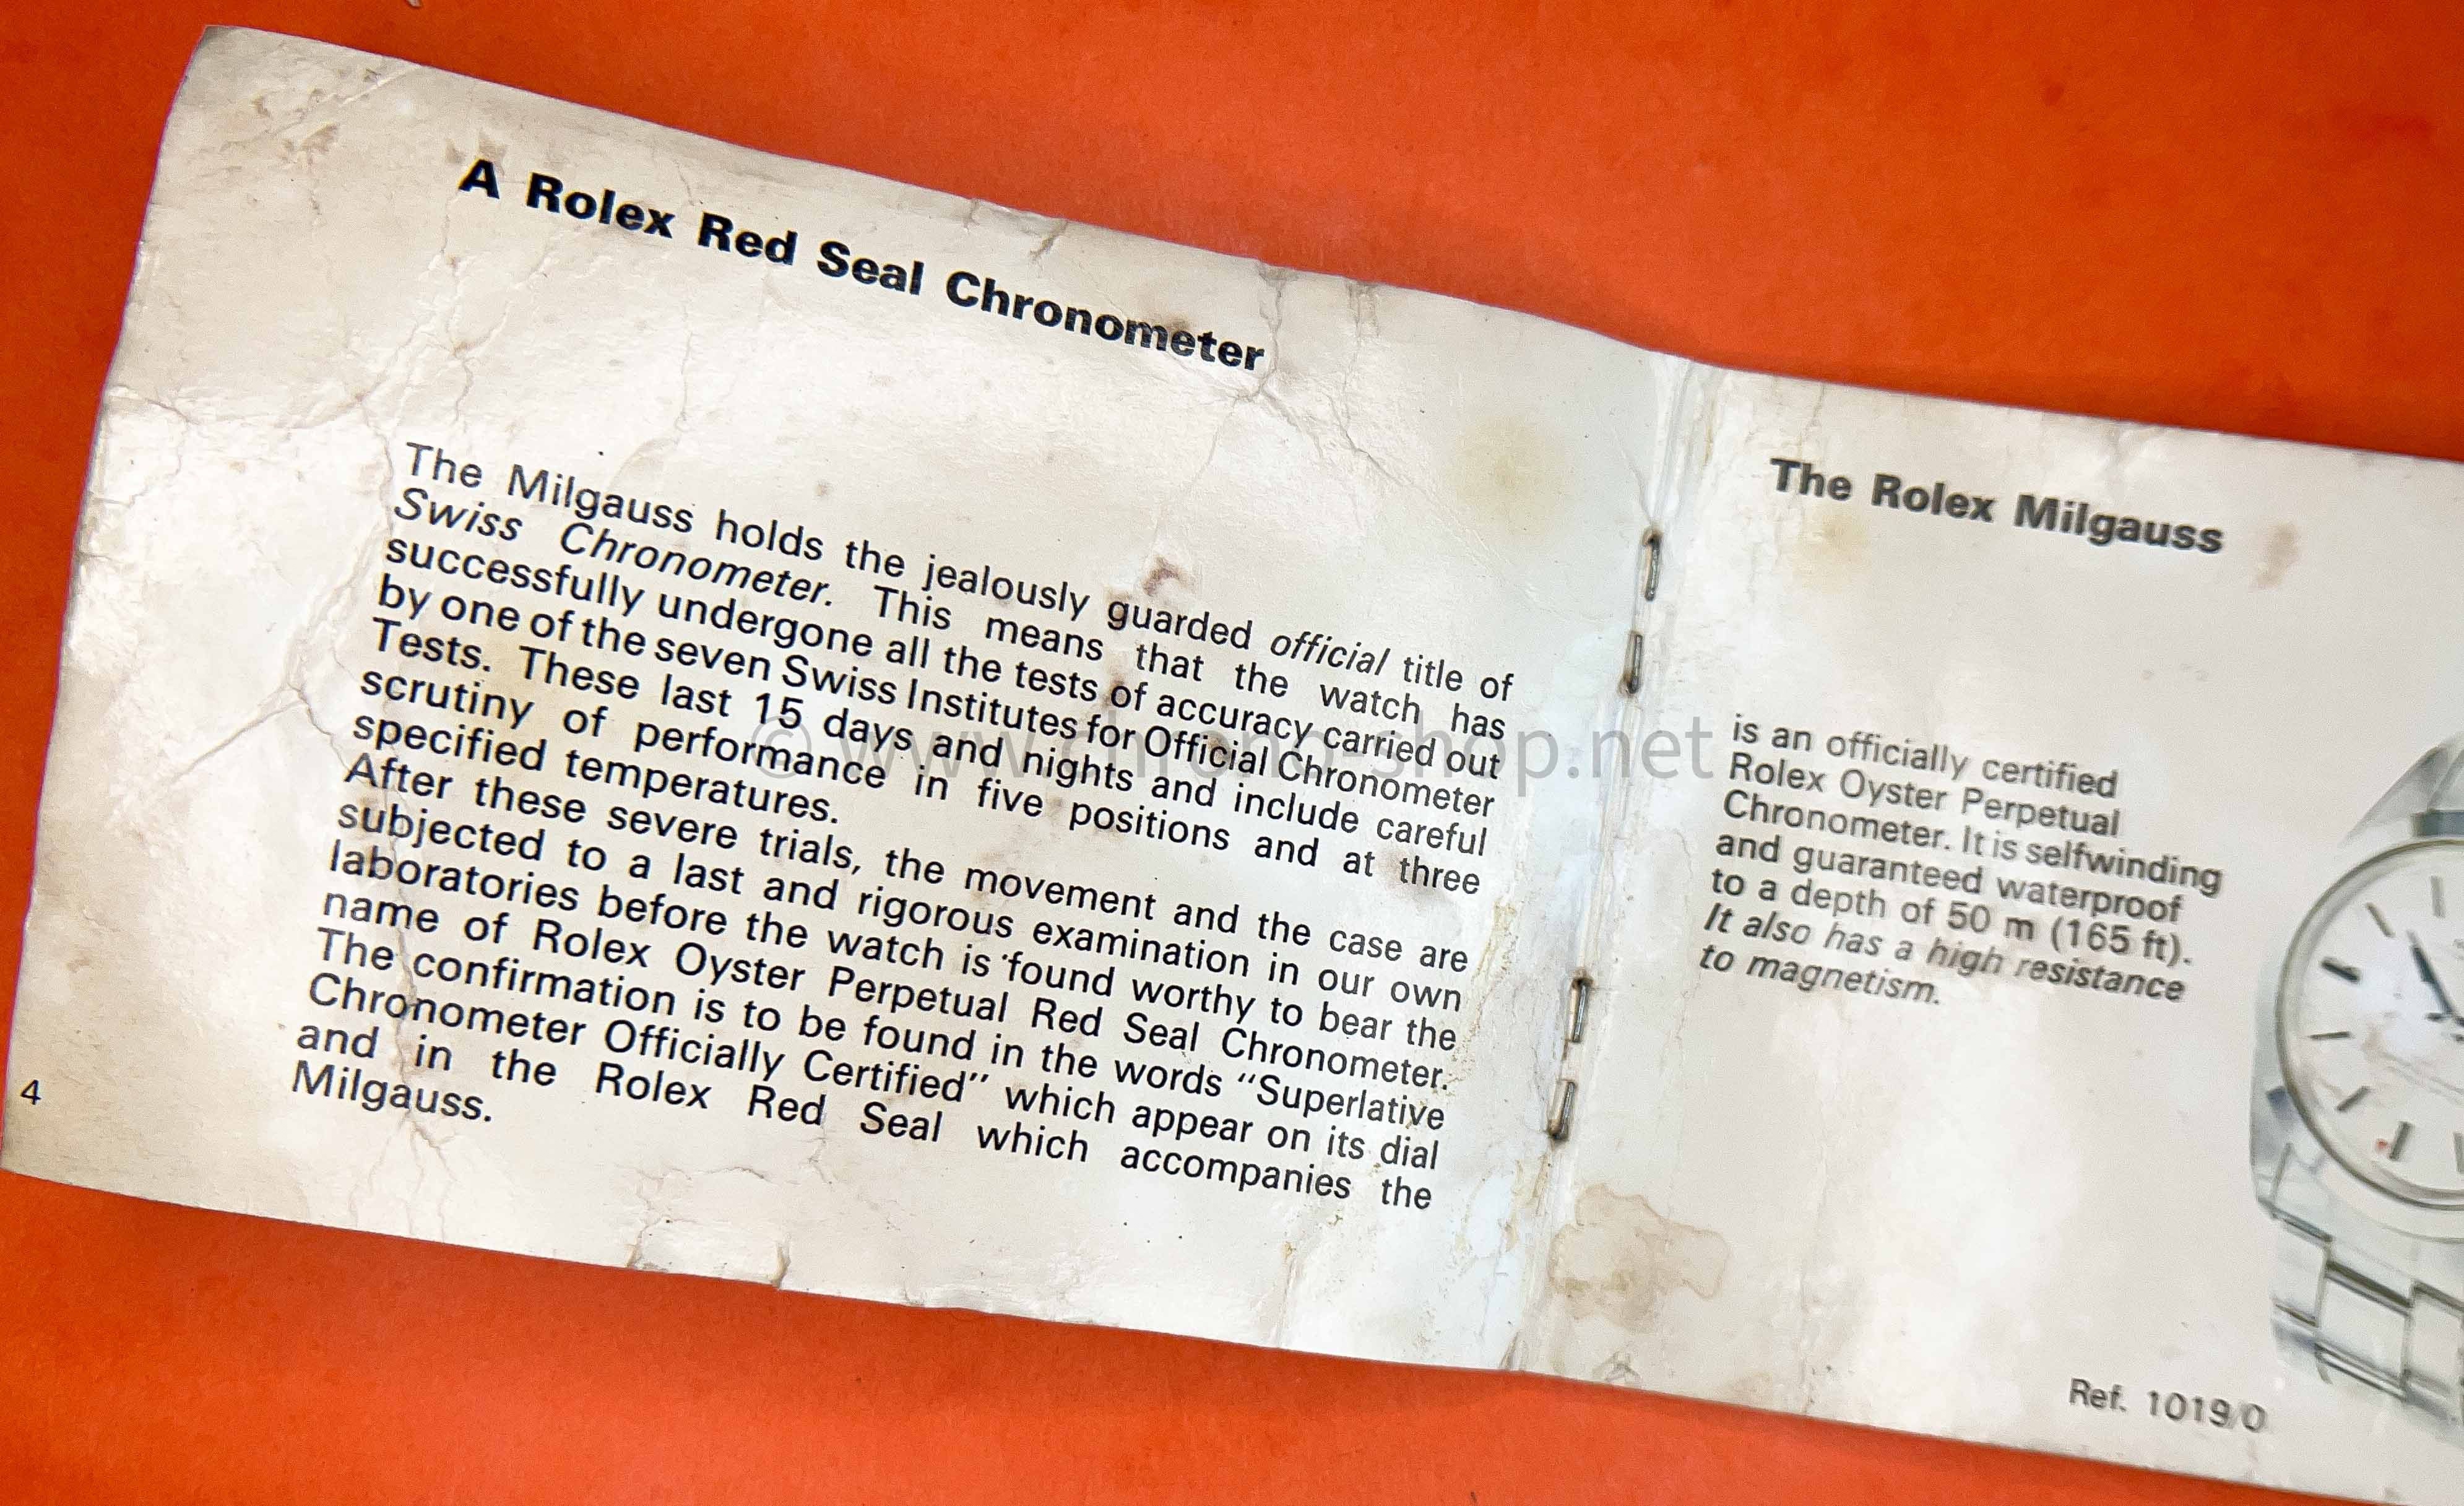 A Rolex Red Seal Chronometer
The Milgauss holds the jealously guarded official title of
Swiss Chronometer. This means that the watch has
successfully undergone all the tests of accuracy carried out
by one of the seven Swiss Institutes for Official Chronometer
Tests. These last 15 days and nights and include careful
scrutiny of performance in five positions and at three
specified temperatures.
After these severe trials, the movement and the case are
subjected to a last and rigorous examination in our own
laboratories before the watch is found worthy to bear the
name of Rolex Oyster Perpetual Red Seal Chronometer.
The confirmation is to be found in the words “Superlative
Chronometer Officially Certified” which appear on its dial
and in the Rolex Red Seal which accompanies the
Milgauss.
4
The Rolex Milgauss
is an officially certified
Rolex Oyster Perpetual
Chronometer. It is selfwinding
and guaranteed waterproof
to a depth of 50 m (165 ft).
It also has a high resistance
to magnetism.
Ref. 1019/0
© www.chrono-shop.net